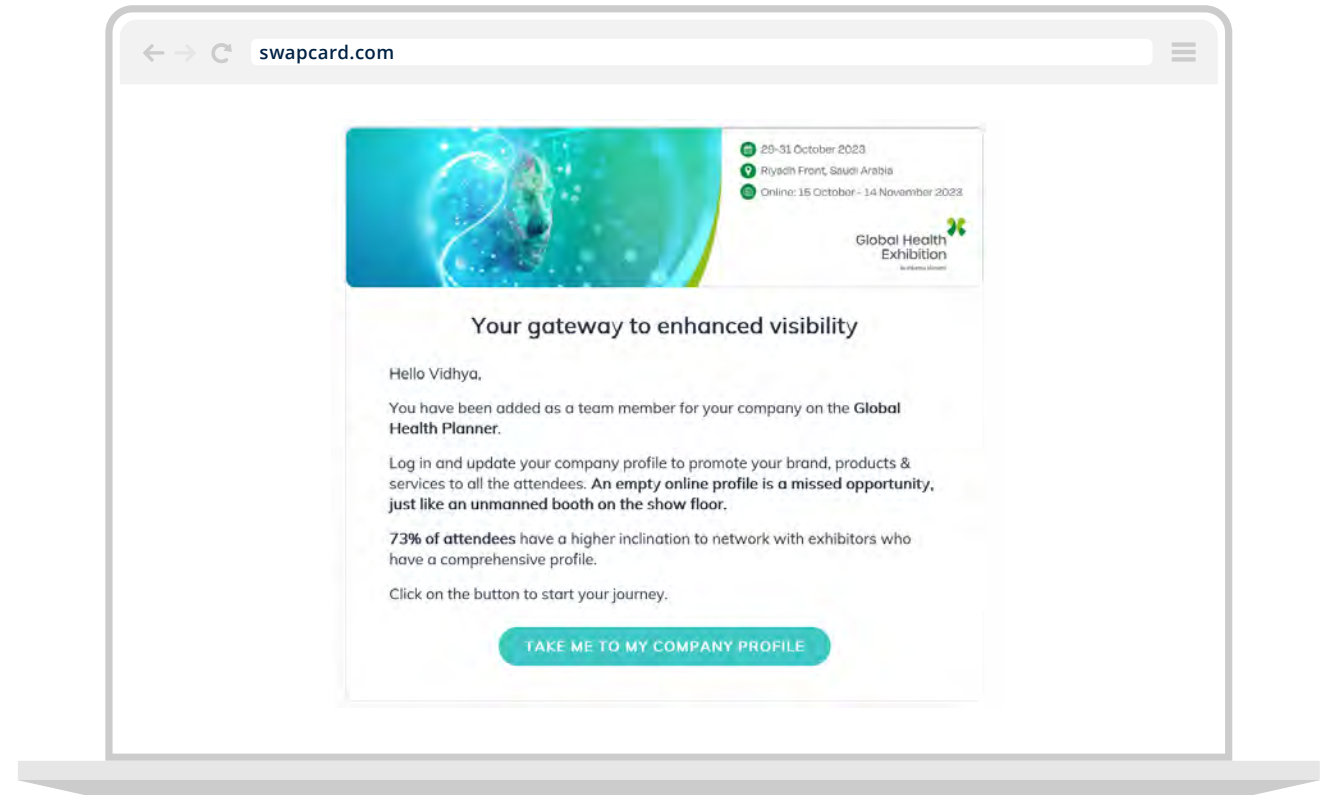 swapcard.com
29-31 October 2023
Riyadh Front, Saudi Arabia
Online: 15 October - 14 November 2023
Global Health
Exhibition
Your gateway to enhanced visibility
Hello Vidhya,
You have been added as a team member for your company on the Global
Health Planner.
Log in and update your company profile to promote your brand, products &
services to all the attendees. An empty online profile is a missed opportunity,
just like an unmanned booth on the show floor.
73% of attendees have a higher inclination to network with exhibitors who
have a comprehensive profile.
Click on the button to start your journey.
TAKE ME TO MY COMPANY PROFILE